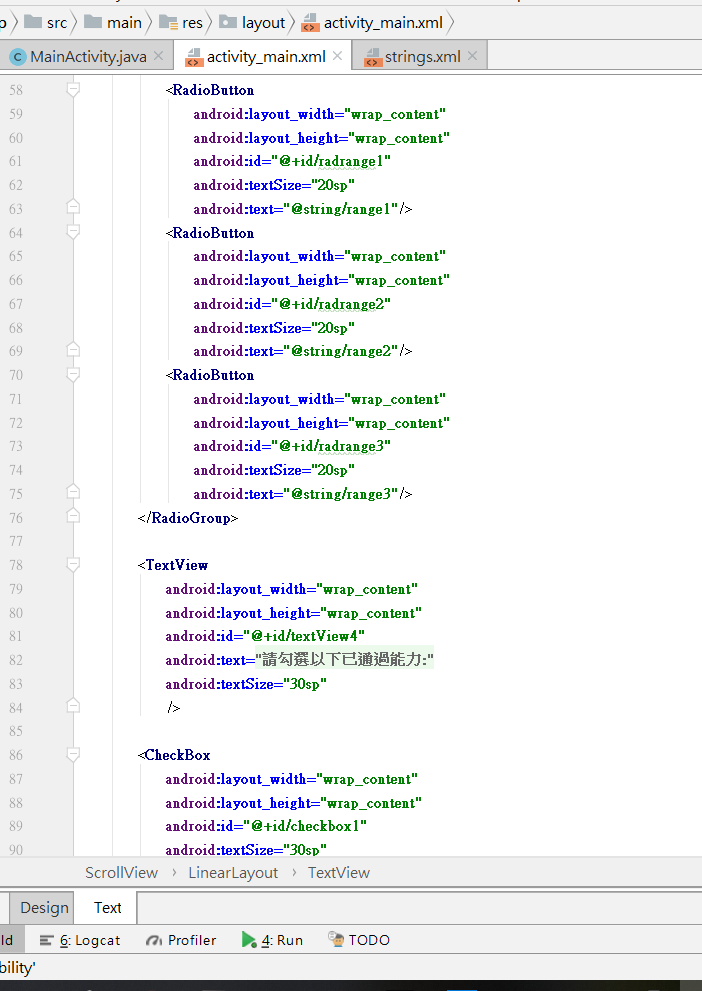 p src main res layout activity_main.xml
MainActivity.java activity_main.xml strings.xml
58 <RadioButton
59 android:layout_width="wrap_content"
60 android:layout_height="wrap_content"
61 android:id="@+id/radrange1"
62 android:textSize="20sp"
63 android:text="@string/range1"/>
64 <RadioButton
65 android:layout_width="wrap_content"
66 android:layout_height="wrap_content"
67 android:id="@+id/radrange2"
68 android:textSize="20sp"
69 android:text="@string/range2"/>
70 <RadioButton
71 android:layout_width="wrap_content"
72 android:layout_height="wrap_content"
73 android:id="@+id/radrange3"
74 android:textSize="20sp"
75 android:text="@string/range3"/>
76 </RadioGroup>
77
78 <TextView
79 android:layout_width="wrap_content"
80 android:layout_height="wrap_content"
81 android:id="@+id/textView4"
82 android:text="請勾選以下已通過能力:"
83 android:textSize="30sp"
84 />
85
86 <CheckBox
87 android:layout_width="wrap_content"
88 android:layout_height="wrap_content"
89 android:id="@+id/checkbox1"
90 android:textSize="30sp"
ScrollView › LinearLayout › TextView
Design Text
ld 6: Logcat Profiler 4: Run TODO
bility'